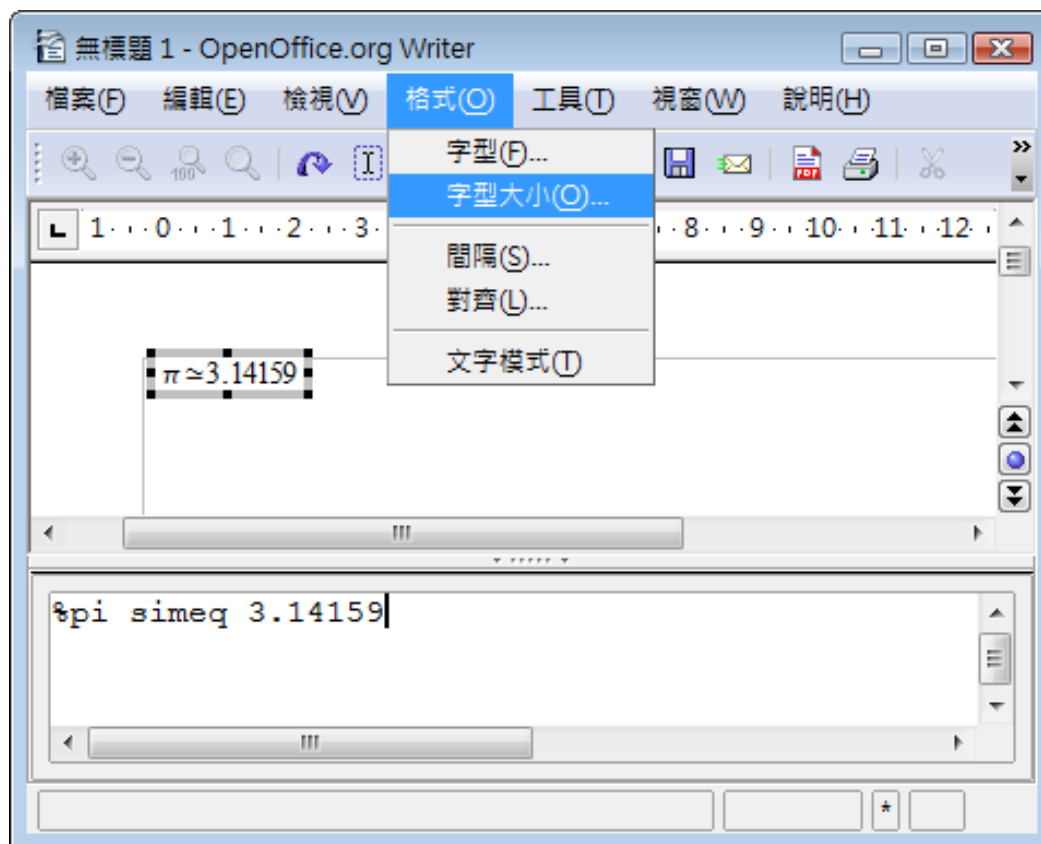 無標題 1 - OpenOffice.org Writer
檔案(F) 編輯(E) 檢視(V) 格式(O) 工具(T) 視窗(W) 說明(H)
字型(F)...
字型大小(O)...
間隔(S)...
對齊(L)...
文字模式(T)
100
PDF
1 0 1 2 3 8 9 10 11 12
π≃3.14159
%pi simeq 3.14159
*